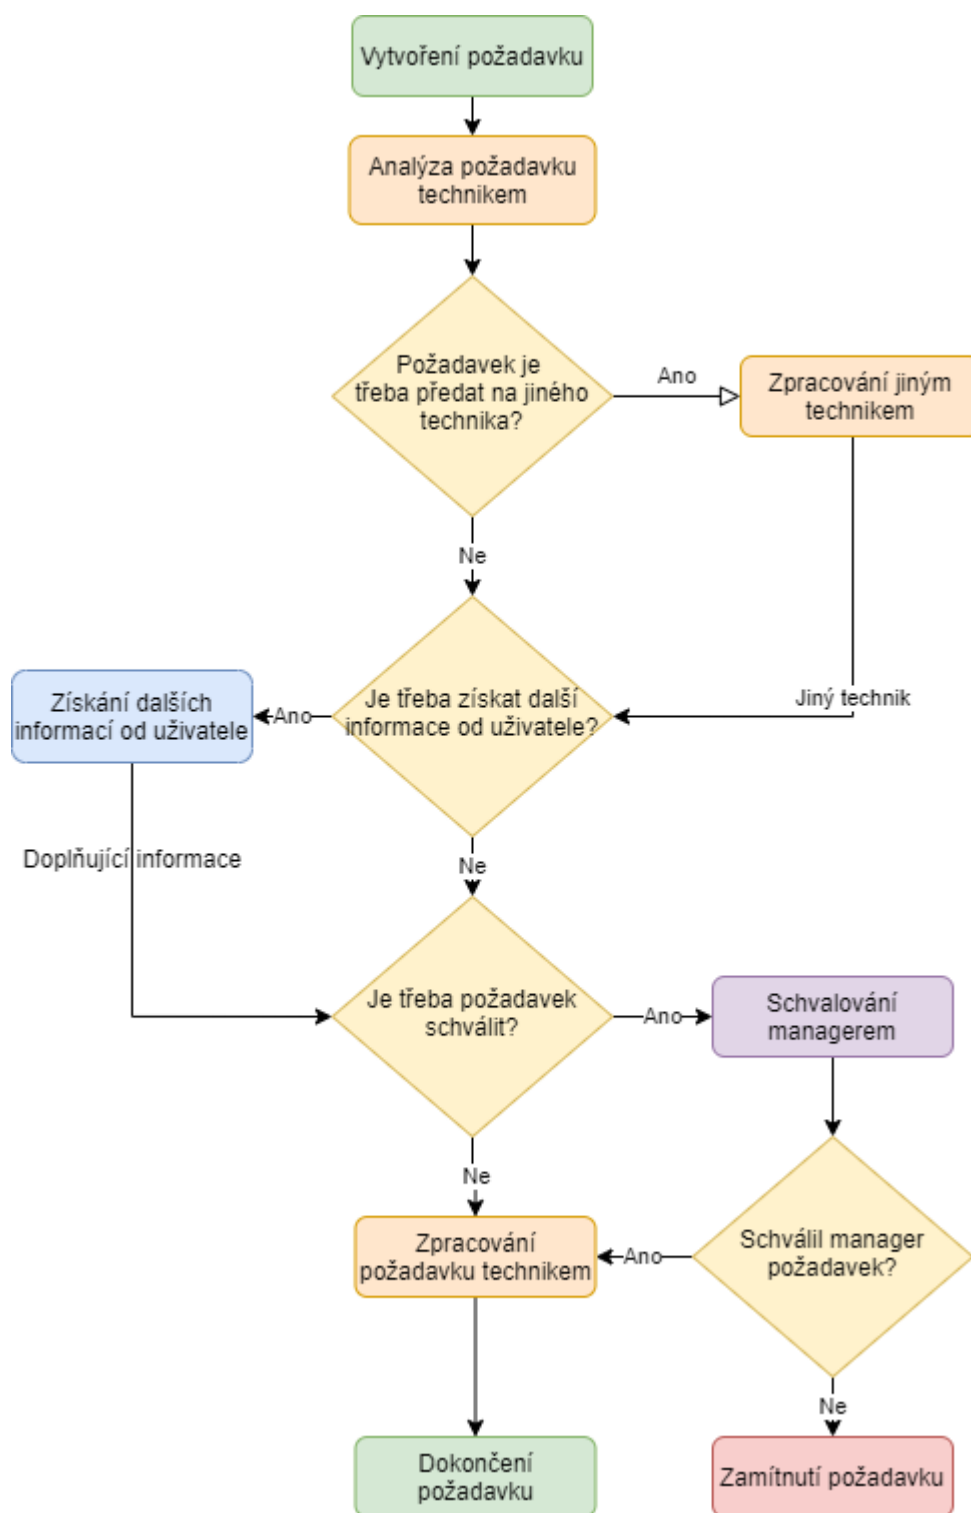 Vytvoření požadavku
Analýza požadavku
technikem
Požadavek je
třeba předat na jiného
technika?
Ano
Zpracování jiným
technikem
Ne
Je třeba získat další
informace od uživatele?
Ano
Získání dalších
informací od uživatele
Jiný technik
Doplňující informace
Ne
Je třeba požadavek
schválit?
Ano
Schvalování
managerem
Ne
Zpracování
požadavku technikem
Ano
Schválil manager
požadavek?
Ne
Dokončení
požadavku
Zamítnutí požadavku